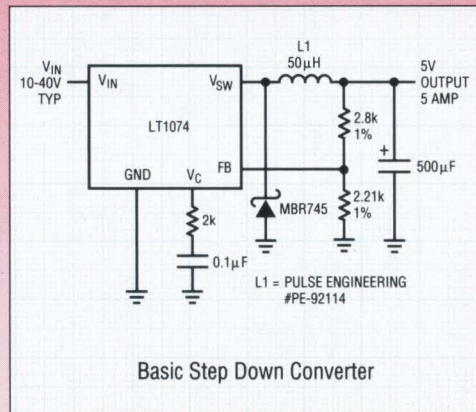 L1
50μH
V_IN
10-40V
TYP
V_IN
V_SW
5V
OUTPUT
5 AMP
LT1074
2.8k
1%
FB
+
500μF
GND
V_C
2.21k
1%
MBR745
2k
0.1μF
L1 = PULSE ENGINEERING
#PE-92114
Basic Step Down Converter